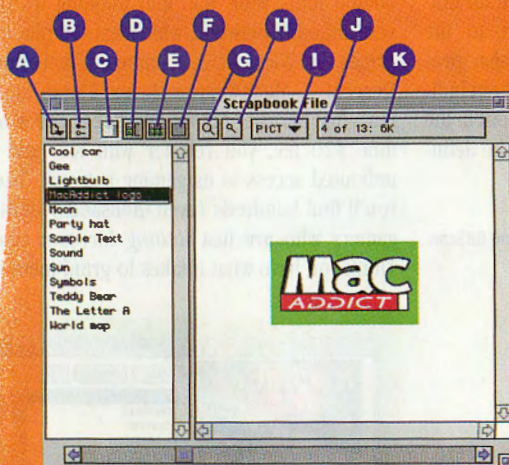 J
D F H
B K
A C E G I
Scrapbook File
PICT 4 of 13: 6K
Cool car
Gee
Lightbulb
MacAddict logo
Moon
Party hat
Sample Text
Sound
Sun
Symbols
Teddy Bear
The Letter A
World map
Mac
ADDICT